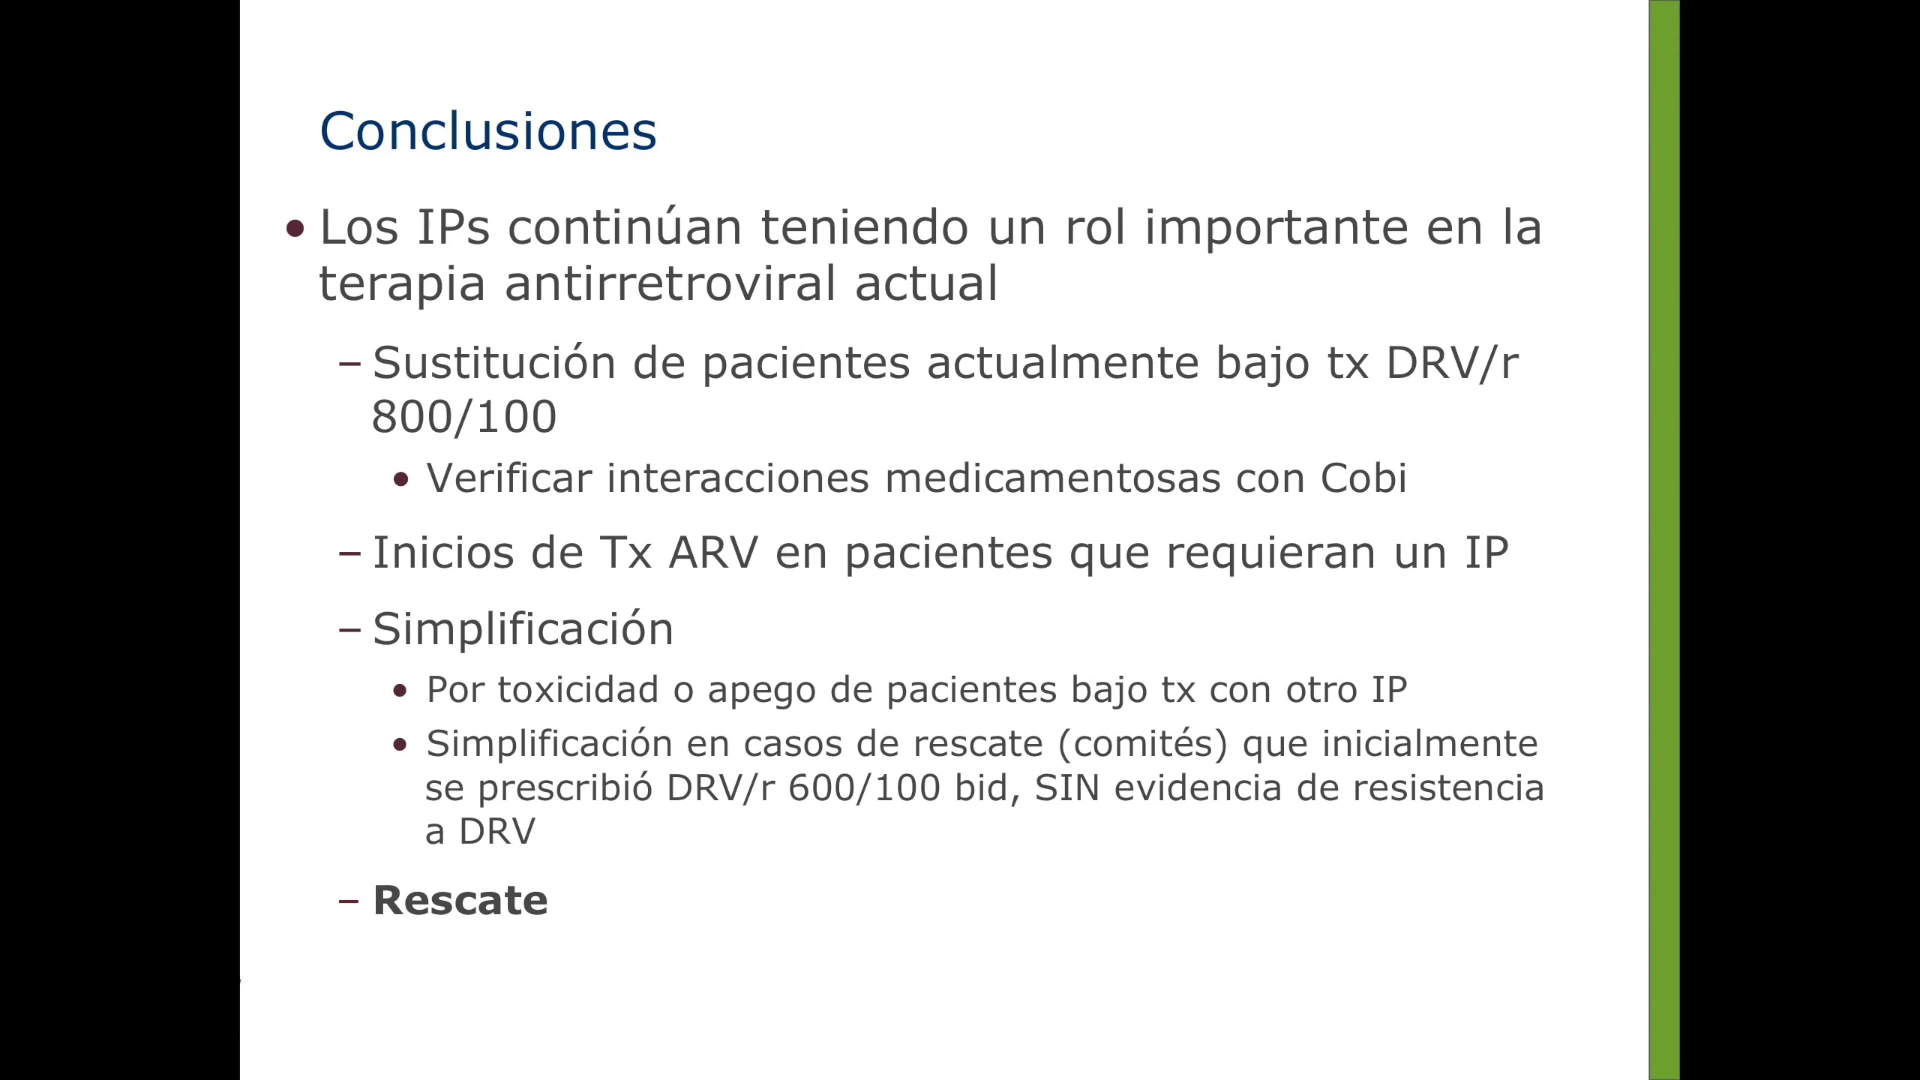 Conclusiones
• Los IPs continúan teniendo un rol importante en la
terapia antirretroviral actual
– Sustitución de pacientes actualmente bajo tx DRV/r
800/100
• Verificar interacciones medicamentosas con Cobi
– Inicios de Tx ARV en pacientes que requieran un IP
– Simplificación
• Por toxicidad o apego de pacientes bajo tx con otro IP
• Simplificación en casos de rescate (comités) que inicialmente
se prescribió DRV/r 600/100 bid, SIN evidencia de resistencia
a DRV
– Rescate